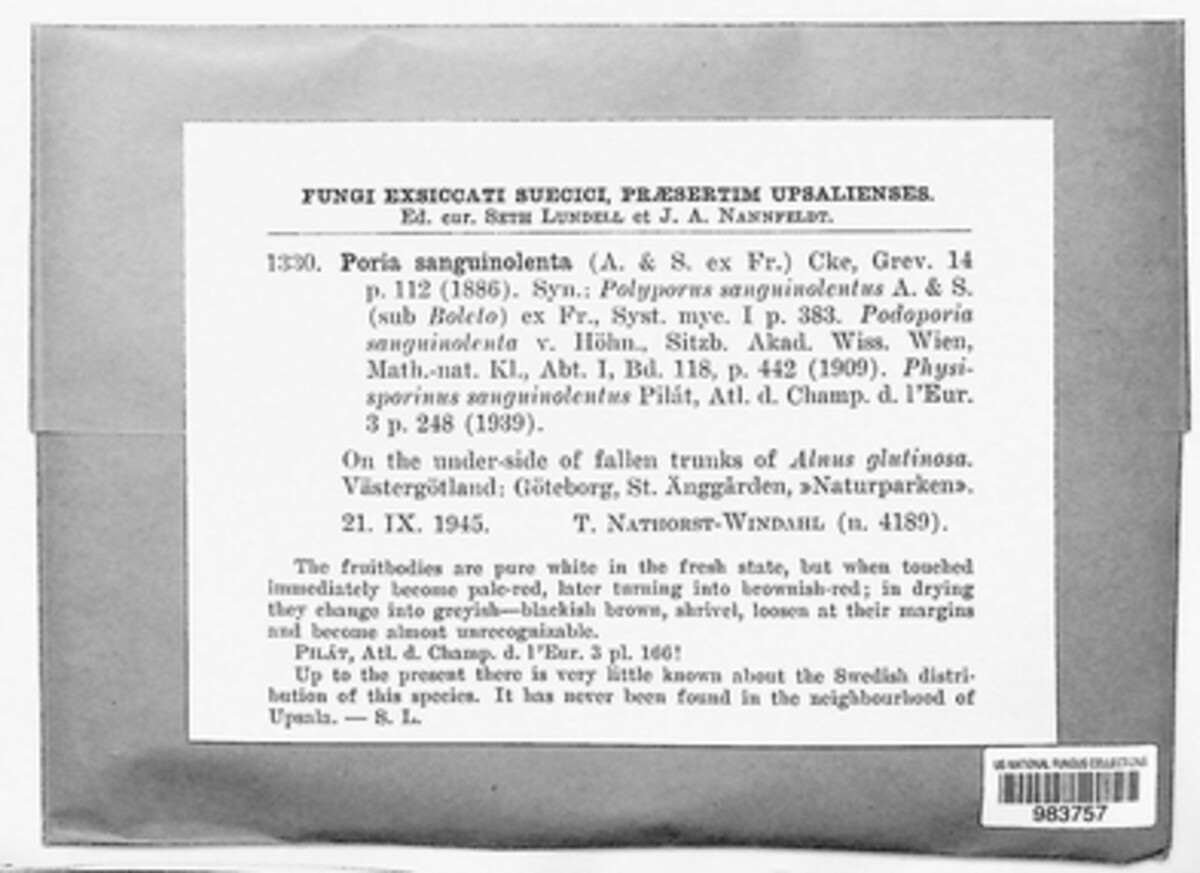 FUNGI EXSICCATI SUECICI, PRÆSERTIM UPSALIENSES.
Ed. cur. SETH LUNDELL et J. A. NANNFELDT.
1330. Poria sanguinolenta (A. & S. ex Fr.) Cke, Grev. 14
p. 112 (1886). Syn.: Polyporus sanguinolentus A. & S.
(sub Boleto) ex Fr., Syst. myc. I p. 383. Podoporia
sanguinolenta v. Höhn., Sitzb. Akad. Wiss. Wien,
Math.-nat. Kl., Abt. I, Bd. 118, p. 442 (1909). Physi-
sporinus sanguinolentus Pilát, Atl. d. Champ. d. l'Eur.
3 p. 248 (1939).
On the under-side of fallen trunks of Alnus glutinosa.
Västergötland: Göteborg, St. Änggården, »Naturparken».
21. IX. 1945. T. NATHORST-WINDAHL (n. 4189).
The fruitbodies are pure white in the fresh state, but when touched
immediately become pale-red, later turning into brownish-red; in drying
they change into greyish—blackish brown, shrivel, loosen at their margins
and become almost unrecognizable.
PILÁT, Atl. d. Champ. d. l'Eur. 3 pl. 166!
Up to the present there is very little known about the Swedish distri-
bution of this species. It has never been found in the neighbourhood of
Upsala. — S. L.
US NATIONAL FUNGUS COLLECTIONS
983757